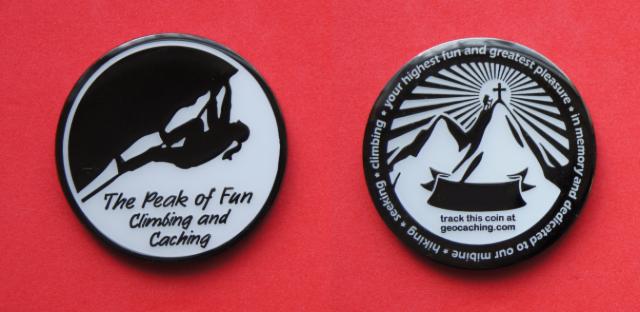 The Peak of Fun
Climbing and
Caching
hiking * seeking * climbing * your highest fun and greatest pleasure * in memory and dedicated to our mibine *
track this coin at
geocaching.com